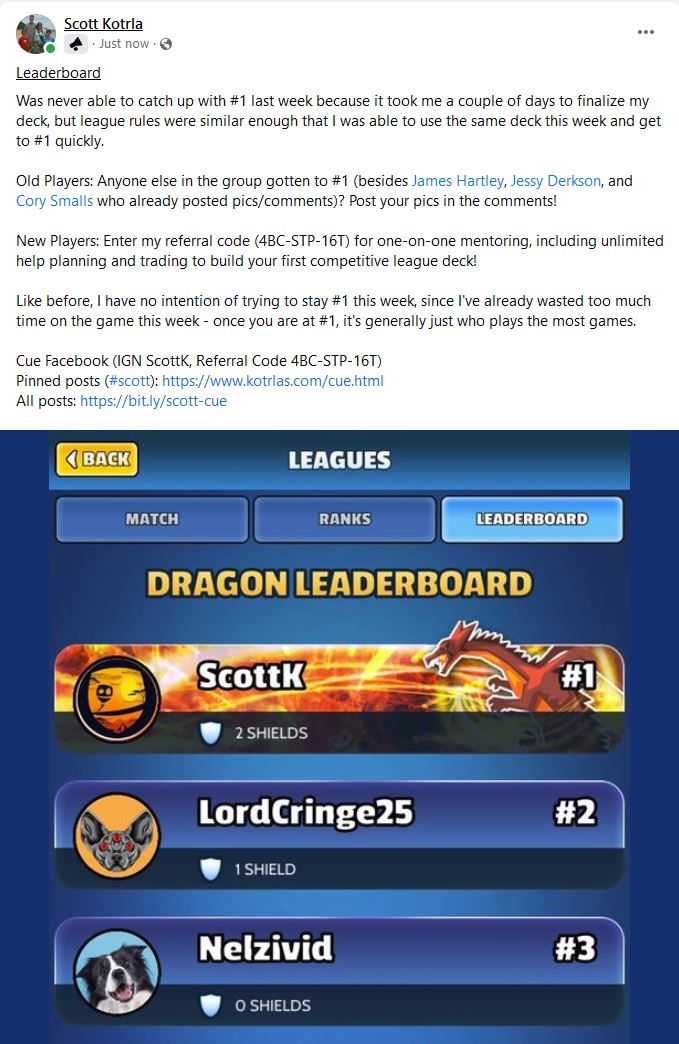 Scott Kotrla
· Just now ·
Leaderboard
Was never able to catch up with #1 last week because it took me a couple of days to finalize my
deck, but league rules were similar enough that I was able to use the same deck this week and get
to #1 quickly.
Old Players: Anyone else in the group gotten to #1 (besides James Hartley, Jessy Derkson, and
Cory Smalls who already posted pics/comments)? Post your pics in the comments!
New Players: Enter my referral code (4BC-STP-16T) for one-on-one mentoring, including unlimited
help planning and trading to build your first competitive league deck!
Like before, I have no intention of trying to stay #1 this week, since I've already wasted too much
time on the game this week - once you are at #1, it's generally just who plays the most games.
Cue Facebook (IGN ScottK, Referral Code 4BC-STP-16T)
Pinned posts (#scott): https://www.kotrlas.com/cue.html
All posts: https://bit.ly/scott-cue
BACK
LEAGUES
MATCH
RANKS
LEADERBOARD
DRAGON LEADERBOARD
ScottK #1
2 SHIELDS
LordCringe25 #2
1 SHIELD
Nelzivid #3
0 SHIELDS